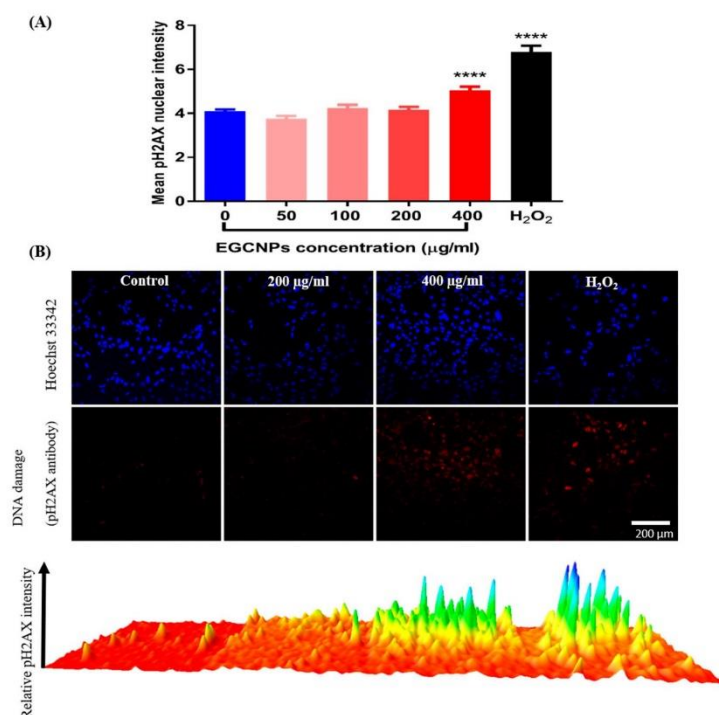 (A)
Mean pH2AX nuclear intensity
8
6
4
2
0
****
****
0 50 100 200 400 H₂O₂
EGCNPs concentration (µg/ml)
(B)
Control 200 µg/ml 400 µg/ml H₂O₂
Hoechst 33342
DNA damage
(pH2AX antibody)
200 µm
Relative pH2AX intensity